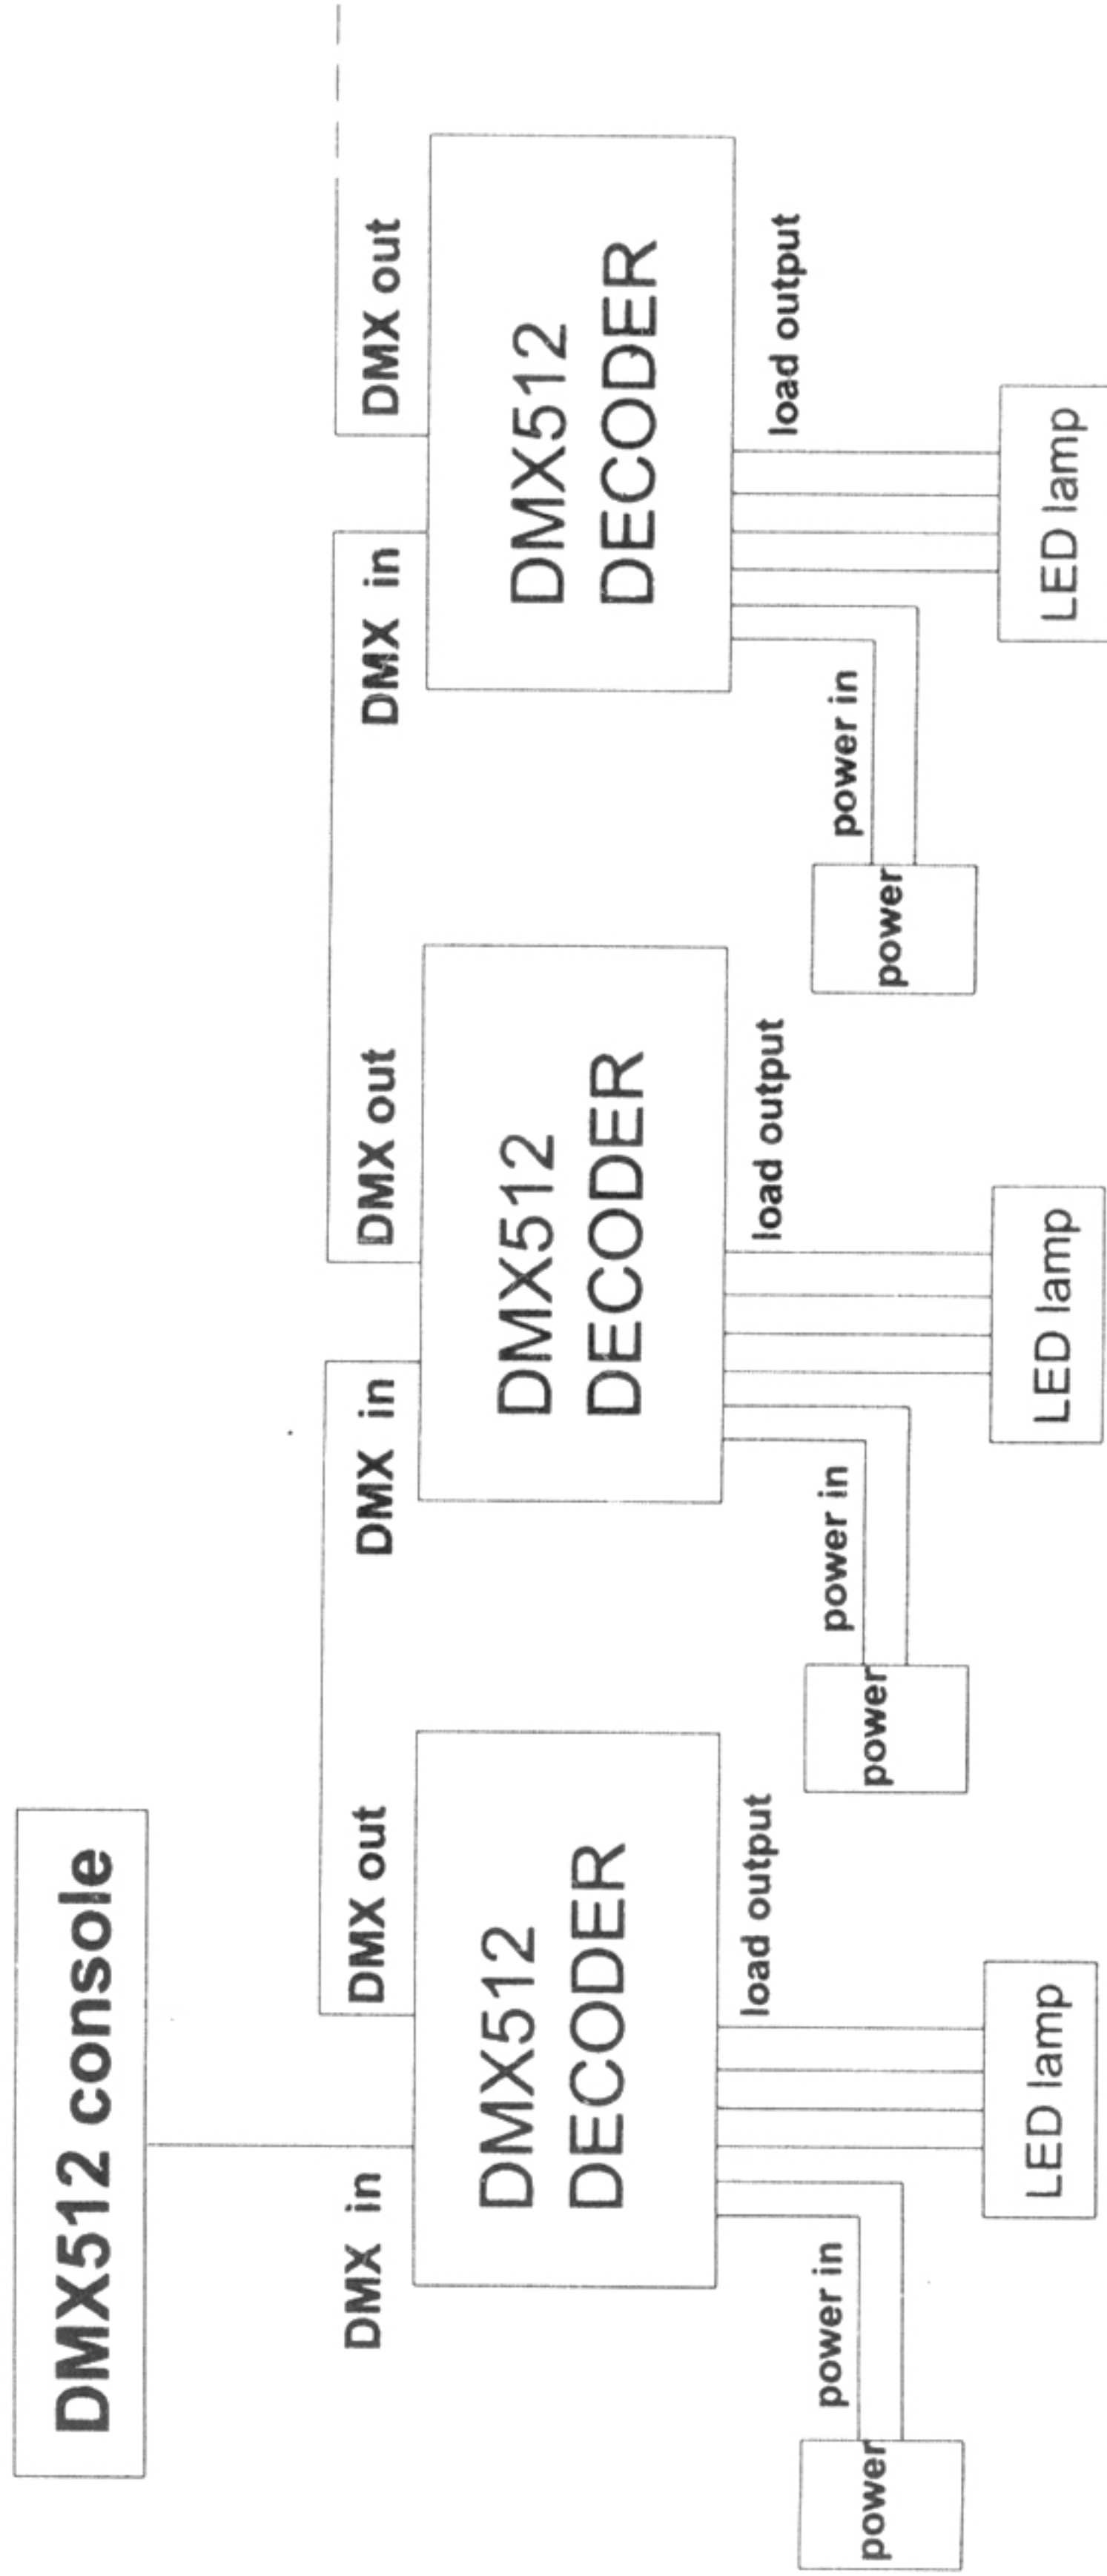 DMX512 console
DMX in
DMX out
DMX in
DMX out
DMX in
DMX out
DMX512
DECODER
DMX512
DECODER
DMX512
DECODER
load output
load output
load output
power in
power in
power in
power
power
power
LED lamp
LED lamp
LED lamp